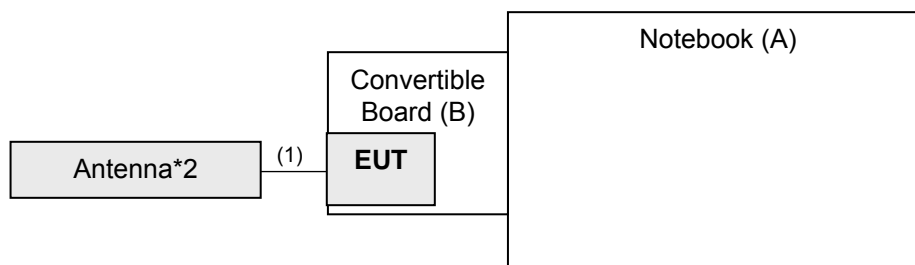 Notebook (A)
Convertible
Board (B)
EUT
(1)
Antenna*2